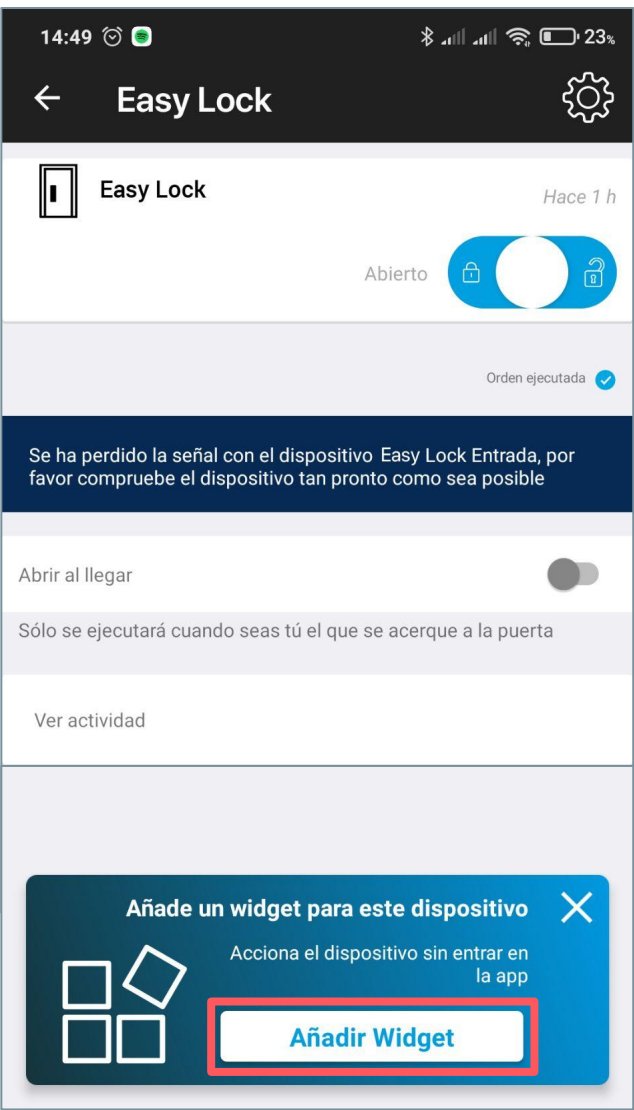 14:49
23%
Easy Lock
Easy Lock
Hace 1 h
Abierto
Orden ejecutada
Se ha perdido la señal con el dispositivo Easy Lock Entrada, por
favor compruebe el dispositivo tan pronto como sea posible
Abrir al llegar
Sólo se ejecutará cuando seas tú el que se acerque a la puerta
Ver actividad
Añade un widget para este dispositivo
Acciona el dispositivo sin entrar en
la app
Añadir Widget